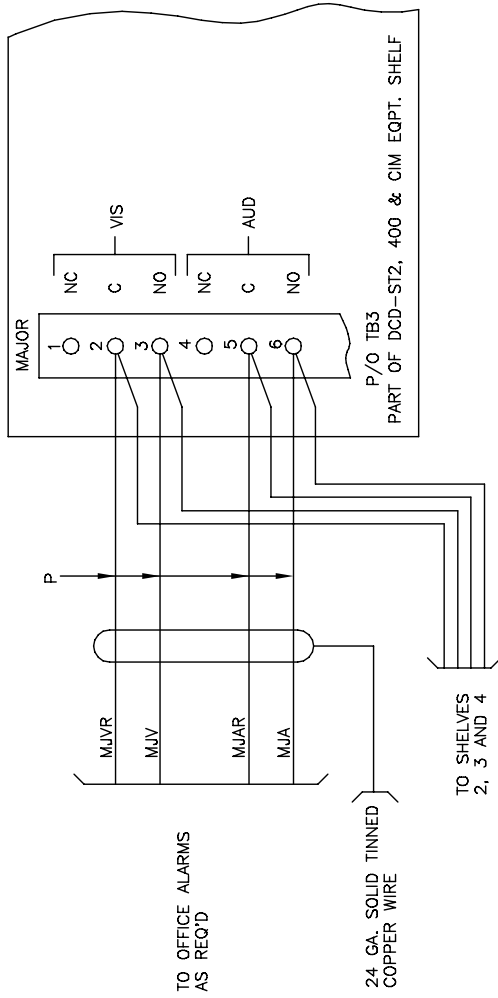 MAJOR
1
2
3
4
5
6
NC
C
NO
VIS
NC
C
NO
AUD
P/O TB3
PART OF DCD-ST2, 400 & CIM EQPT. SHELF
P
MJVR
MJV
MJAR
MJA
TO OFFICE ALARMS
AS REQ'D
24 GA. SOLID TINNED
COPPER WIRE
TO SHELVES
2, 3 AND 4